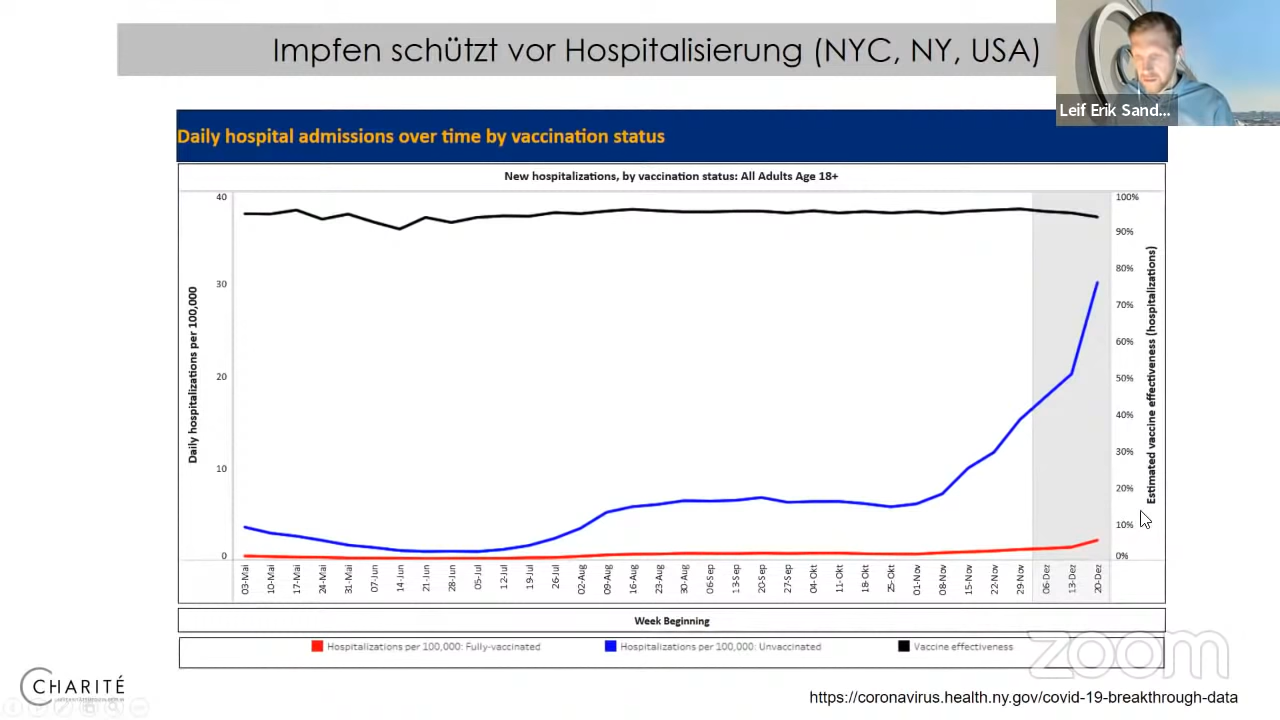 Impfen schützt vor Hospitalisierung (NYC, NY, USA)
Leif Erik Sand...
Daily hospital admissions over time by vaccination status
New hospitalizations, by vaccination status: All Adults Age 18+
Daily hospitalizations per 100,000
40
30
20
10
0
100%
90%
80%
70%
60%
50%
40%
30%
20%
10%
0%
Estimated vaccine effectiveness (hospitalizations)
03-Mai
10-Mai
17-Mai
24-Mai
31-Mai
07-Jun
14-Jun
21-Jun
28-Jun
05-Jul
12-Jul
19-Jul
26-Jul
02-Aug
09-Aug
16-Aug
23-Aug
30-Aug
06-Sep
13-Sep
20-Sep
27-Sep
04-Okt
11-Okt
18-Okt
25-Okt
01-Nov
08-Nov
15-Nov
22-Nov
29-Nov
06-Dez
13-Dez
20-Dez
Week Beginning
Hospitalizations per 100,000: Fully-vaccinated
Hospitalizations per 100,000: Unvaccinated
Vaccine effectiveness
zoom
CHARITÉ
https://coronavirus.health.ny.gov/covid-19-breakthrough-data